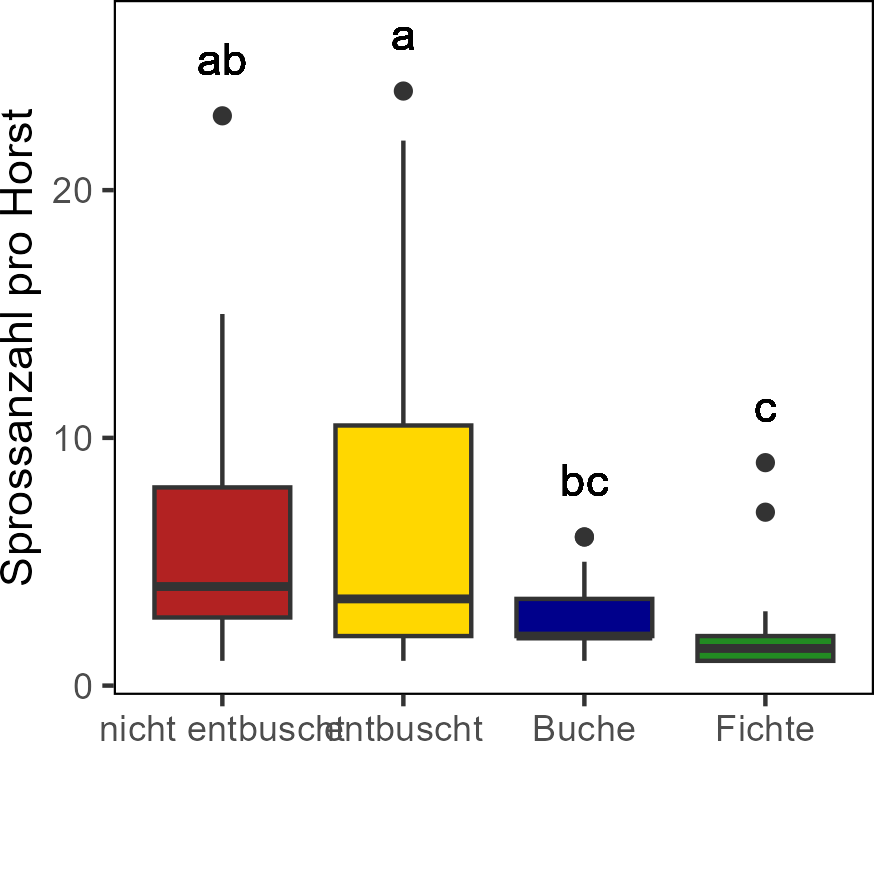 ab
a
bc
c
Sprossanzahl pro Horst
20
10
0
nicht entbuscht
entbuscht
Buche
Fichte